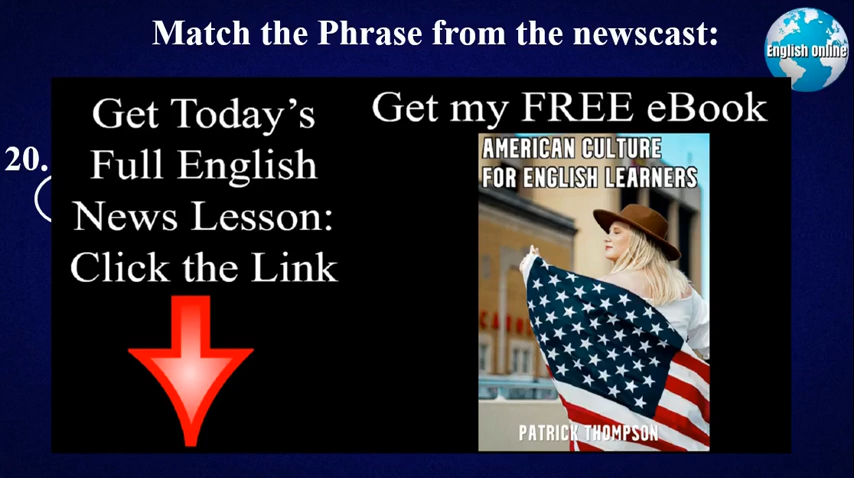 Match the Phrase from the newscast:
English Online
20.
Get Today's
Full English
News Lesson:
Click the Link
Get my FREE eBook
AMERICAN CULTURE
FOR ENGLISH LEARNERS
PATRICK THOMPSON